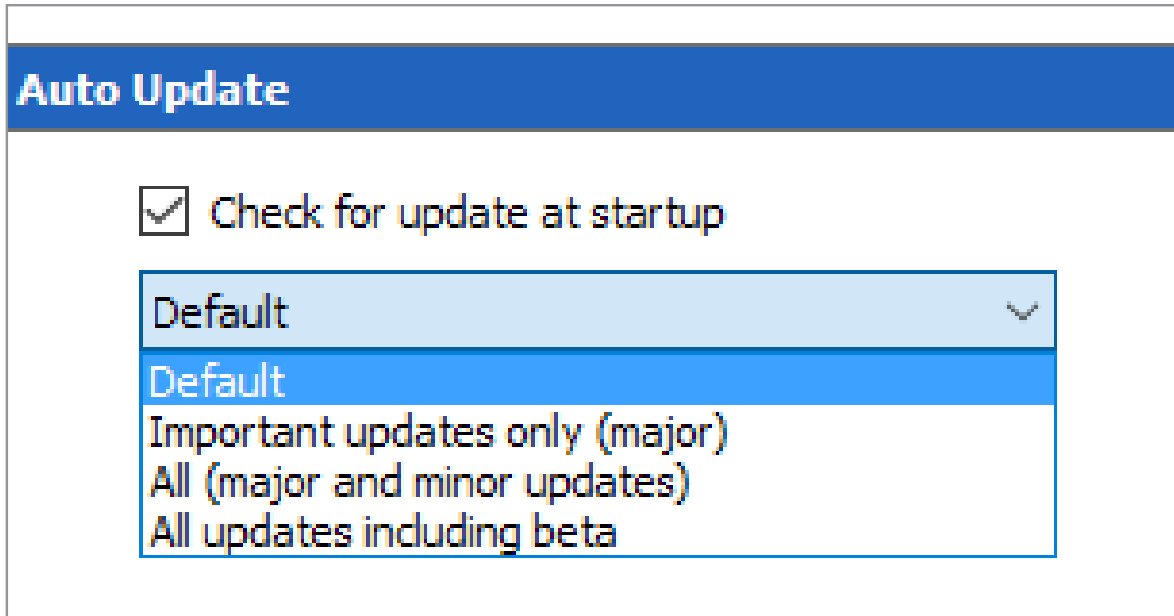 Auto Update
Check for update at startup
Default
Default
Important updates only (major)
All (major and minor updates)
All updates including beta